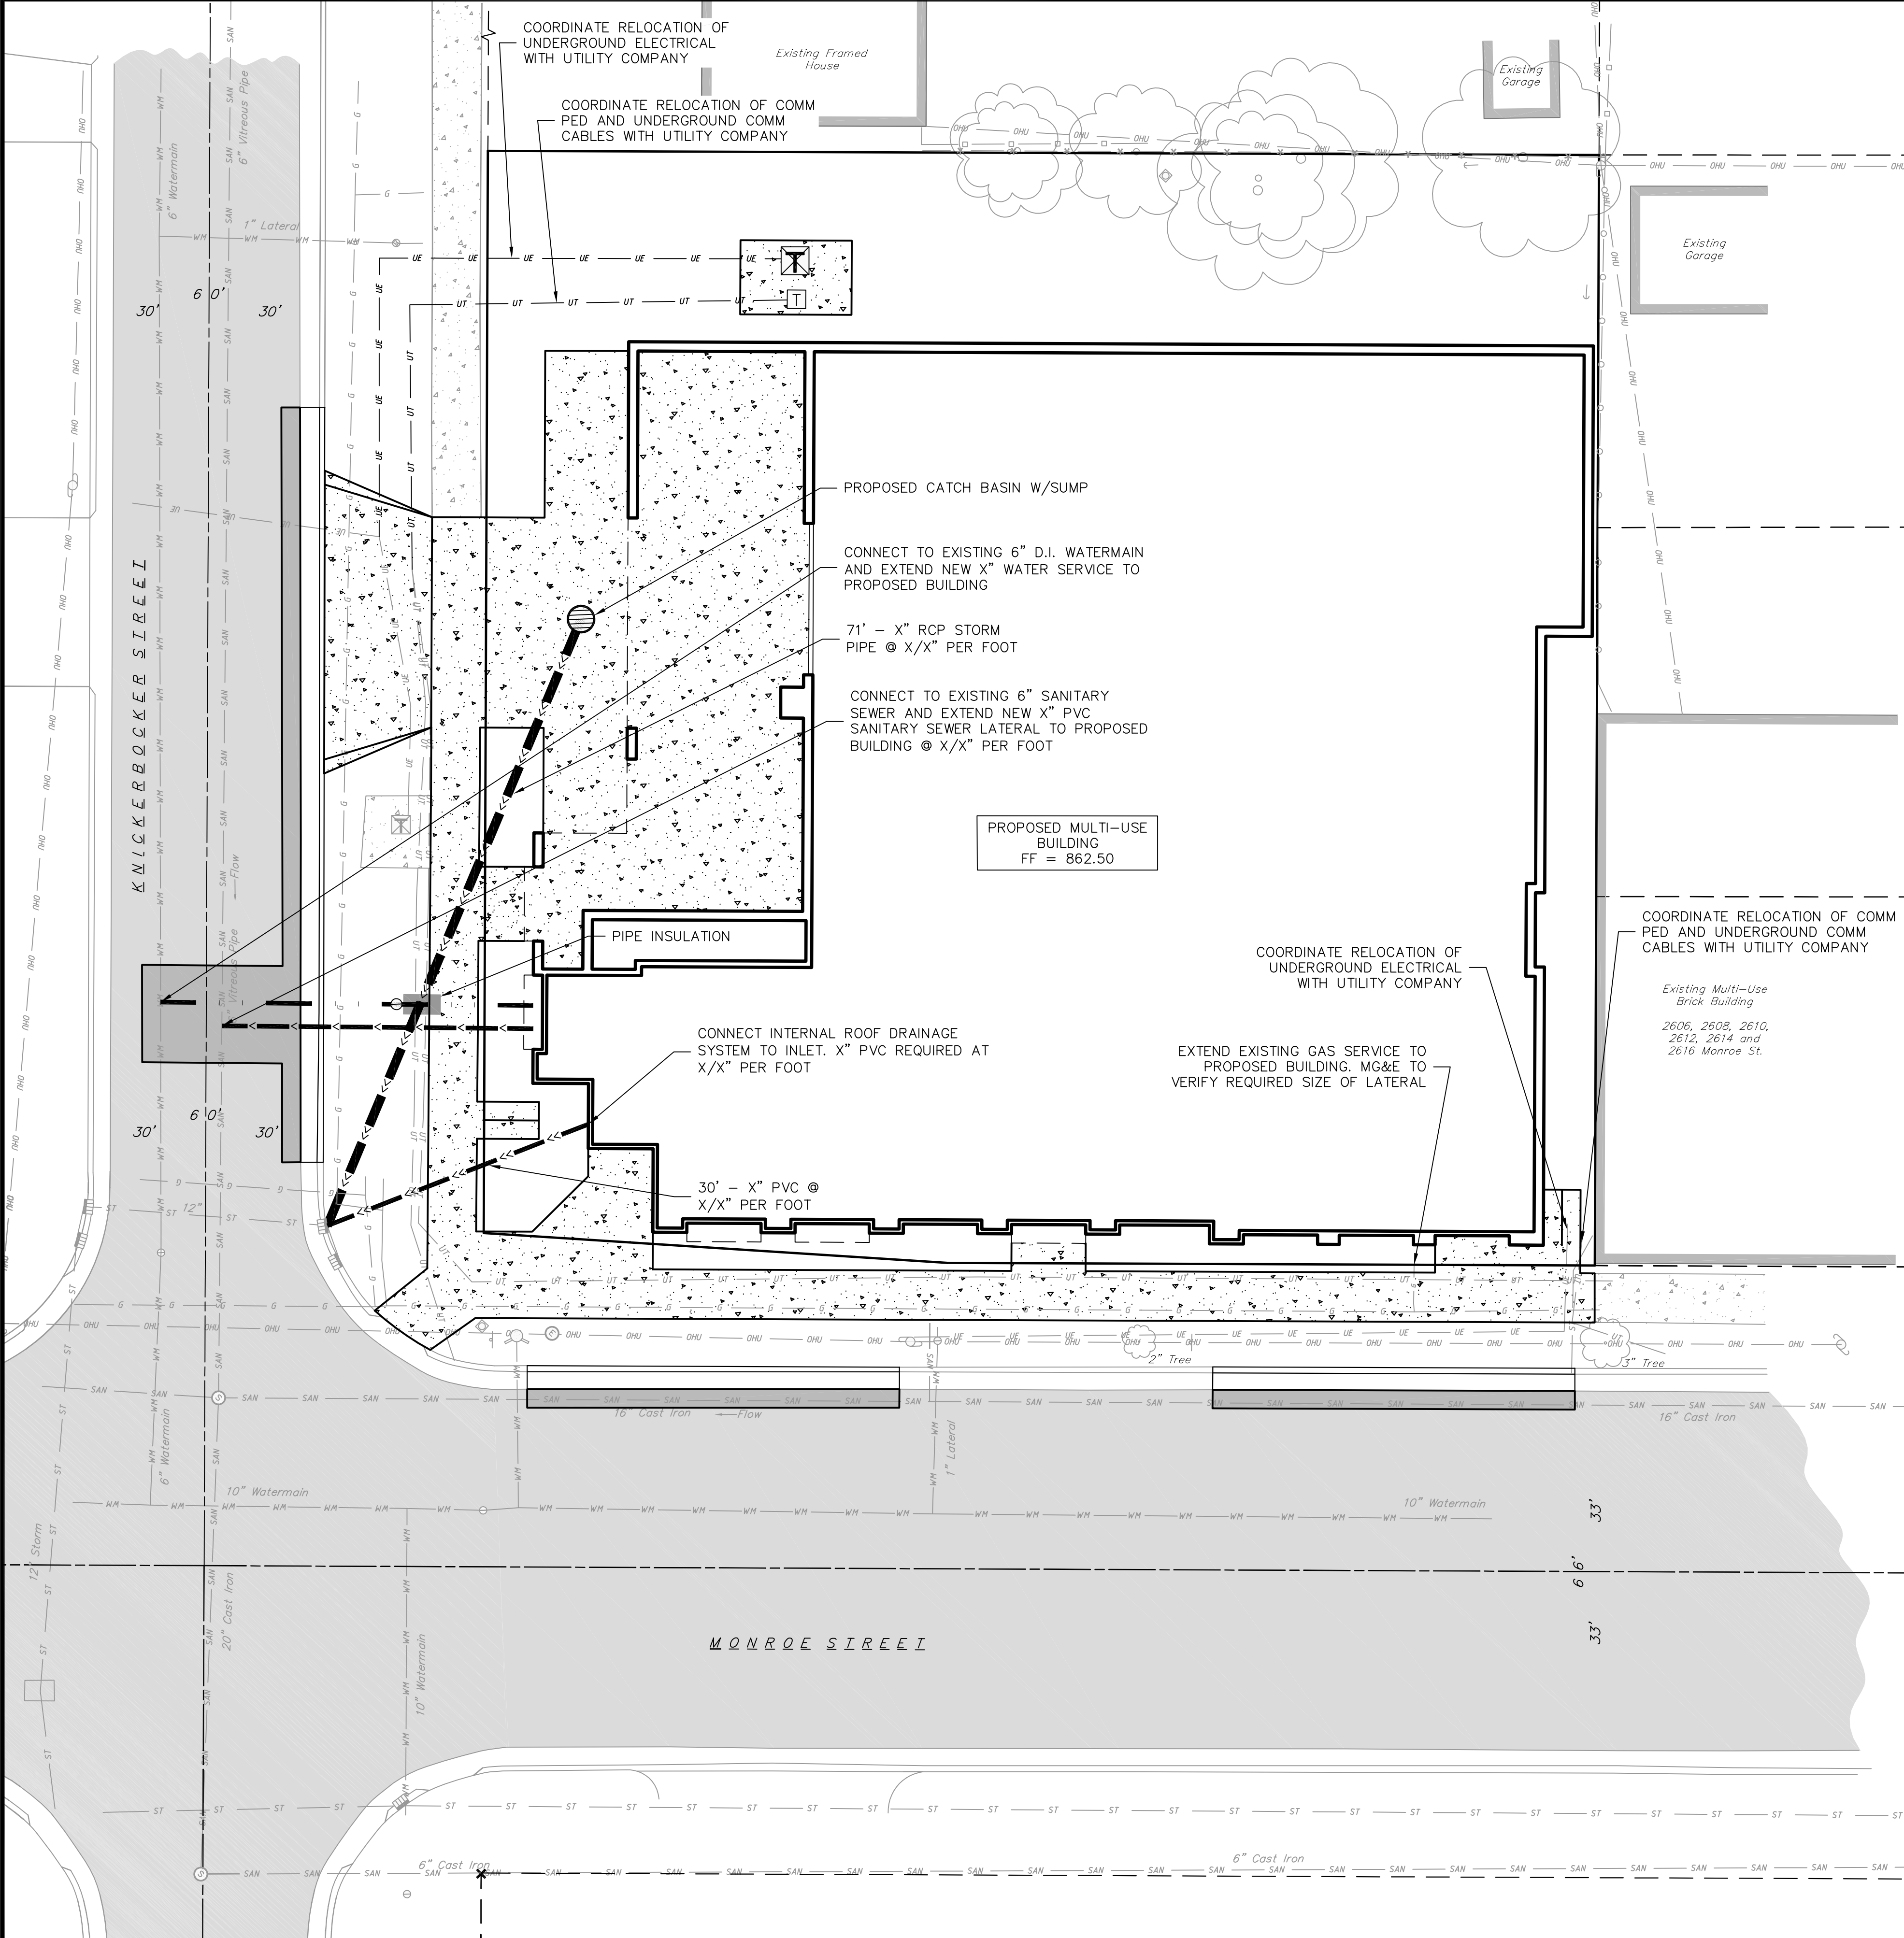 COORDINATE RELOCATION OF
UNDERGROUND ELECTRICAL
WITH UTILITY COMPANY
Existing Framed
House
Existing
Garage
COORDINATE RELOCATION OF COMM
PED AND UNDERGROUND COMM
CABLES WITH UTILITY COMPANY
6" Vitreous Pipe
6" Watermain
1" Lateral
Existing
Garage
6 0'
30'
30'
T
PROPOSED CATCH BASIN W/SUMP
CONNECT TO EXISTING 6" D.I. WATERMAIN
AND EXTEND NEW X" WATER SERVICE TO
PROPOSED BUILDING
KNICKERBOCKER STREET
71' - X" RCP STORM
PIPE @ X/X" PER FOOT
CONNECT TO EXISTING 6" SANITARY
SEWER AND EXTEND NEW X" PVC
SANITARY SEWER LATERAL TO PROPOSED
BUILDING @ X/X" PER FOOT
PROPOSED MULTI-USE
BUILDING
FF = 862.50
Flow
Vitreous Pipe
PIPE INSULATION
COORDINATE RELOCATION OF COMM
PED AND UNDERGROUND COMM
CABLES WITH UTILITY COMPANY
COORDINATE RELOCATION OF
UNDERGROUND ELECTRICAL
WITH UTILITY COMPANY
Existing Multi-Use
Brick Building
2606, 2608, 2610,
2612, 2614 and
2616 Monroe St.
CONNECT INTERNAL ROOF DRAINAGE
SYSTEM TO INLET. X" PVC REQUIRED AT
X/X" PER FOOT
EXTEND EXISTING GAS SERVICE TO
PROPOSED BUILDING. MG&E TO
VERIFY REQUIRED SIZE OF LATERAL
6 0'
30'
30'
30' - X" PVC @
X/X" PER FOOT
12"
2" Tree
3" Tree
16" Cast Iron
Flow
16" Cast Iron
6" Watermain
1" Lateral
10" Watermain
10" Watermain
33'
6 6'
33'
12" Storm
20" Cast Iron
10" Watermain
MONROE STREET
6" Cast Iron
6" Cast Iron